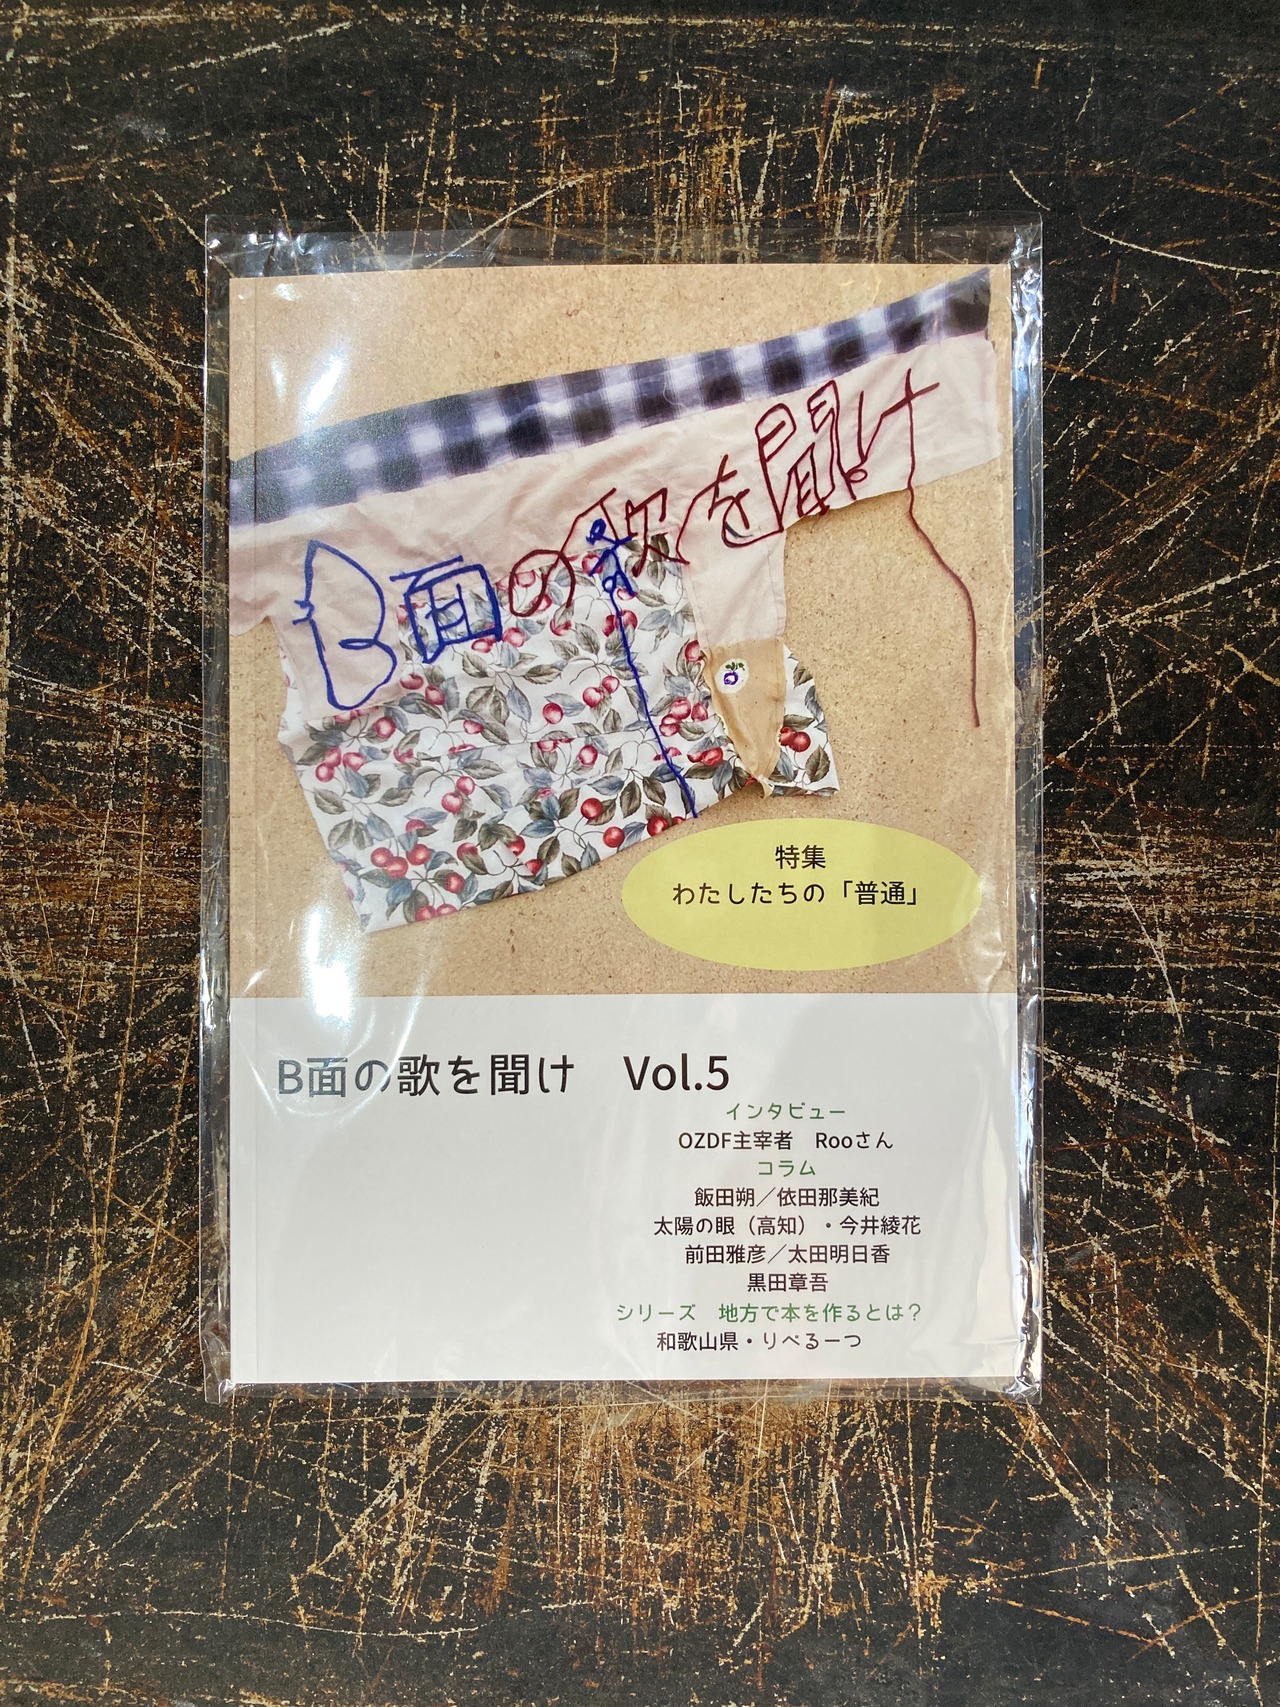 B面の歌を聞け
特集
わたしたちの「普通」
B面の歌を聞け　Vol.5
インタビュー
OZDF主宰者　Rooさん
コラム
飯田朔／依田那美紀
太陽の眼（高知）・今井綾花
前田雅彦／太田明日香
黒田章吾
シリーズ　地方で本を作るとは？
和歌山県・りべるーつ